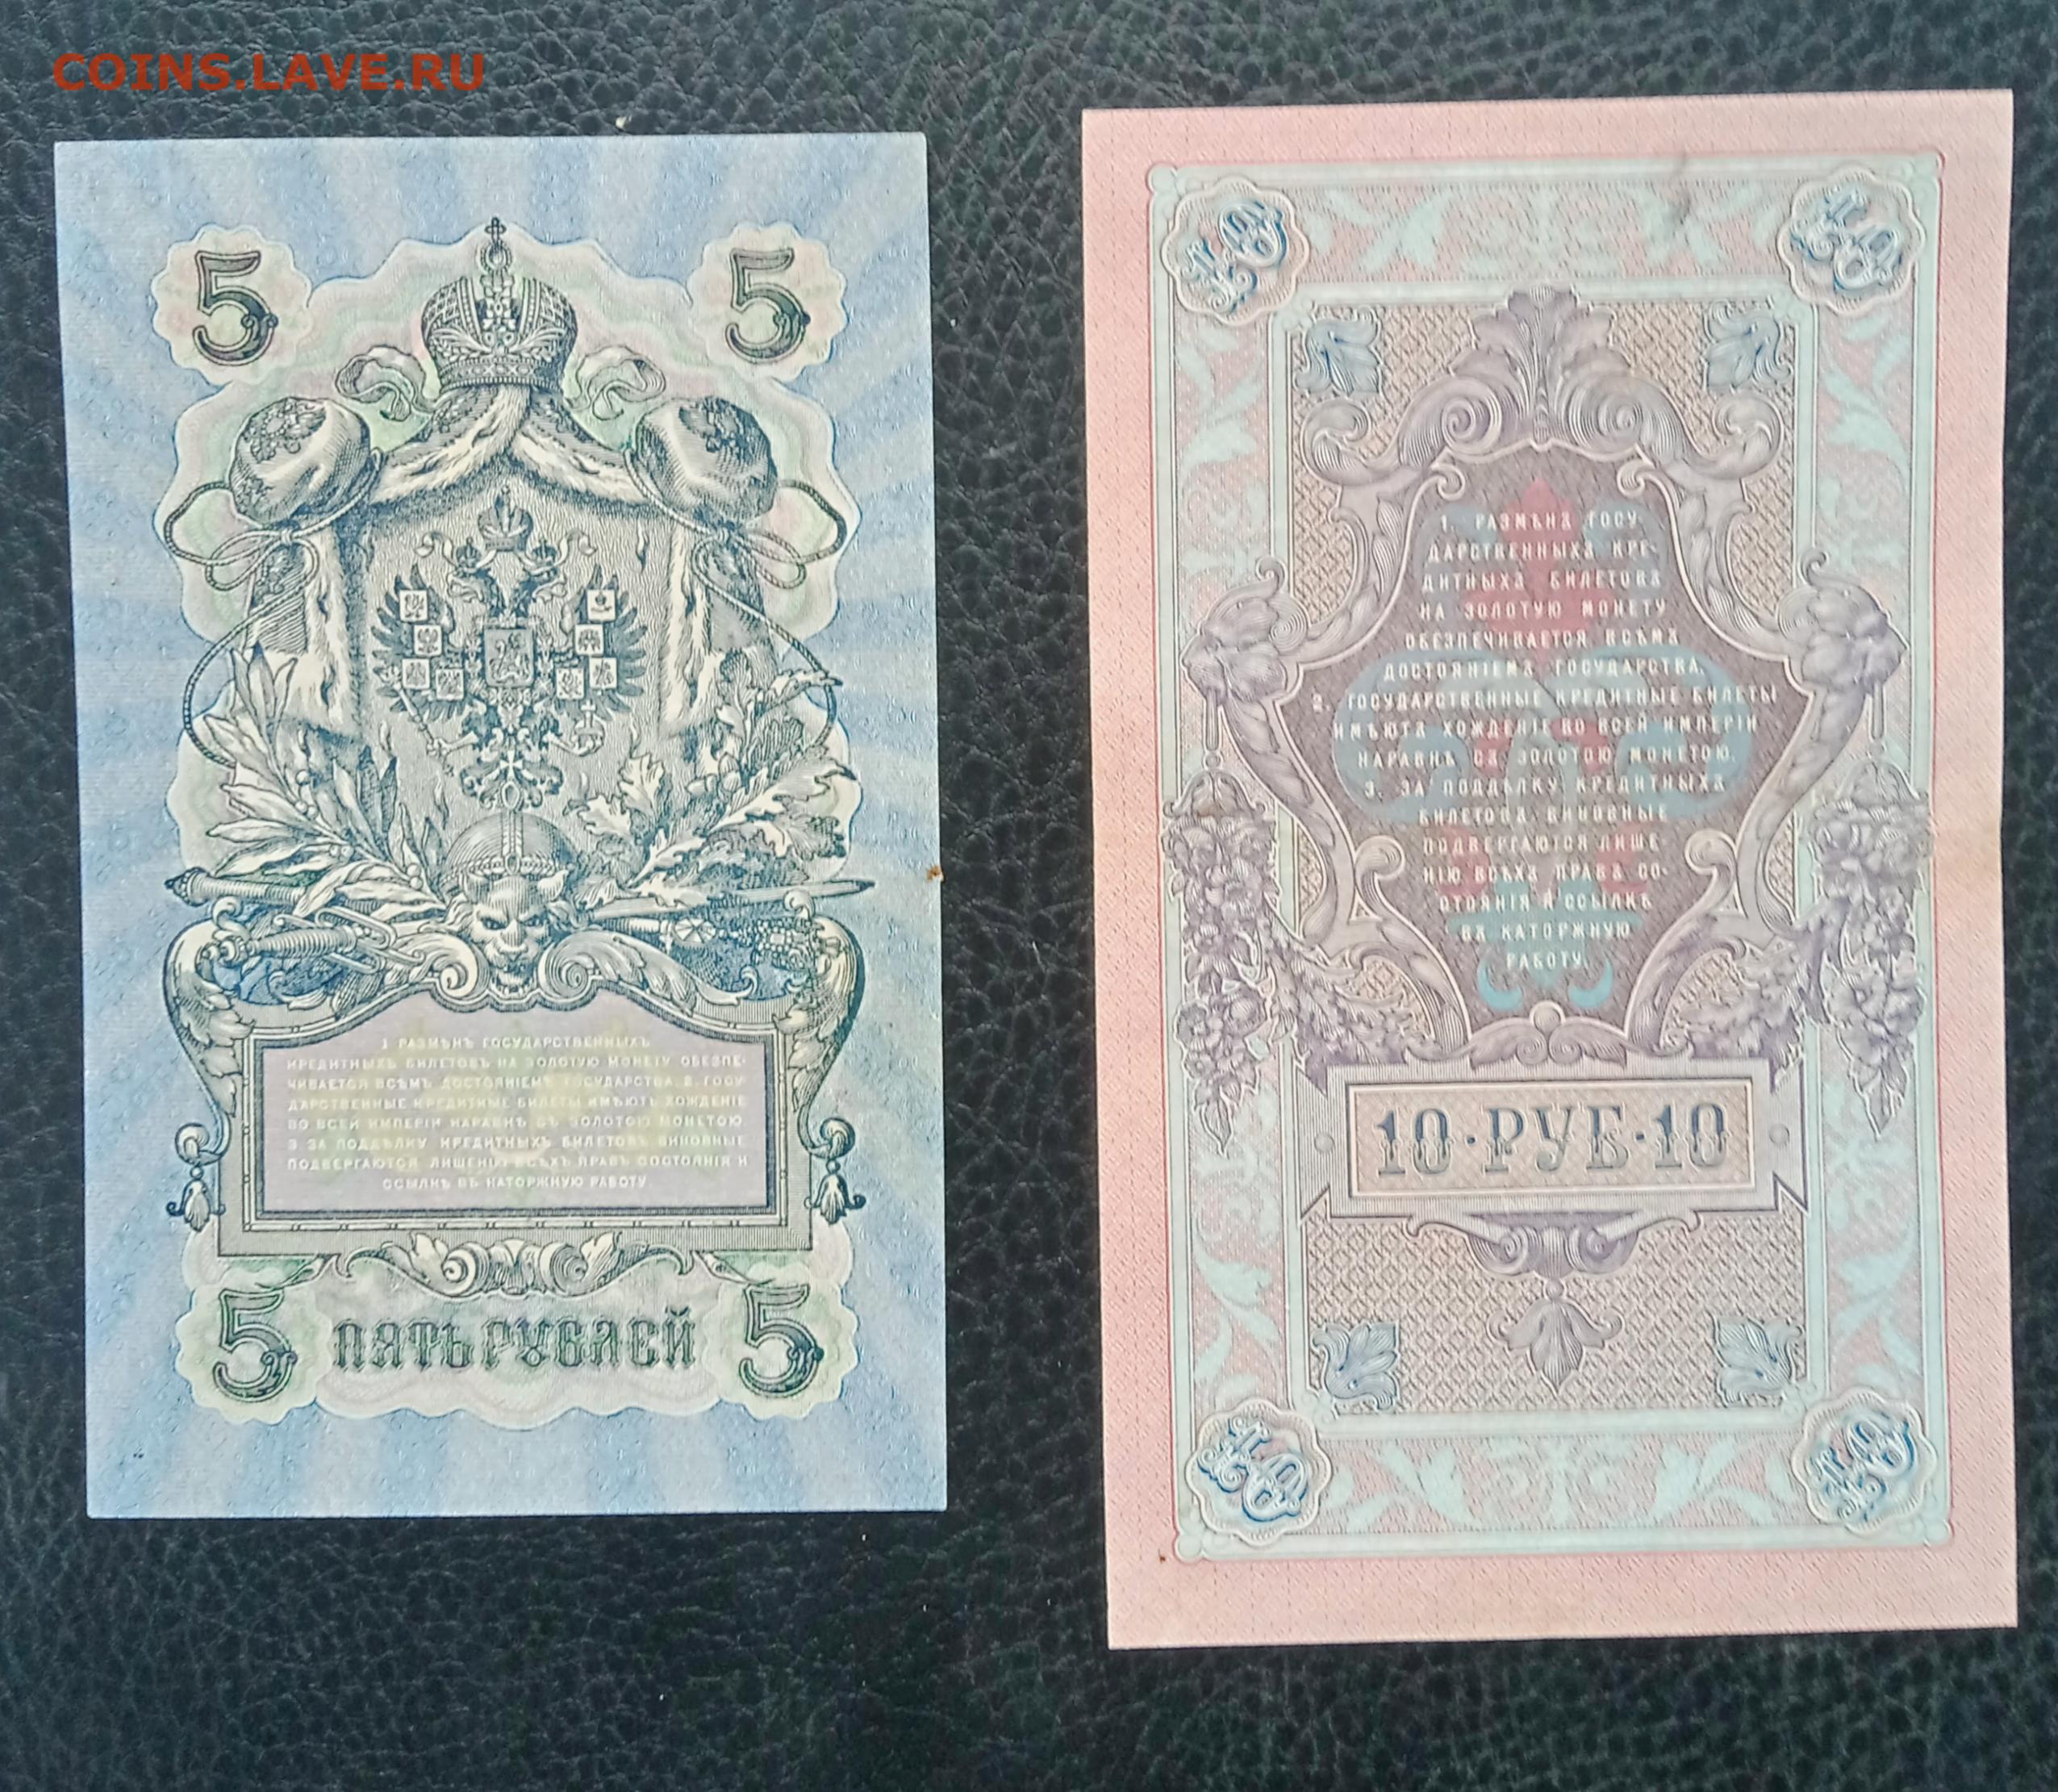 COINS.LAVE.RU
5 5
1 РАЗМѢНЪ ГОСУДАРСТВЕННЫХЪ
КРЕДИТНЫХЪ БИЛЕТОВЪ НА ЗОЛОТУЮ МОНЕТУ ОБЕЗПЕ-
ЧИВАЕТСЯ ВСѢМЪ ДОСТОЯНІЕМЪ ГОСУДАРСТВА. 2. ГОСУ-
ДАРСТВЕННЫЕ КРЕДИТНЫЕ БИЛЕТЫ ИМѢЮТЪ ХОЖДЕНІЕ
ВО ВСЕЙ ИМПЕРІИ НАРАВНѢ СЪ ЗОЛОТОЮ МОНЕТОЮ
3. ЗА ПОДДѢЛКУ КРЕДИТНЫХЪ БИЛЕТОВЪ ВИНОВНЫЕ
ПОДВЕРГАЮТСЯ ЛИШЕНІЮ ВСѢХЪ ПРАВЪ СОСТОЯНІЯ И
ССЫЛКѢ ВЪ КАТОРЖНУЮ РАБОТУ.
5 ПЯТЬ РУБЛЕЙ 5
10 10
1. РАЗМѢНЪ ГОСУ-
ДАРСТВЕННЫХЪ КРЕ-
ДИТНЫХЪ БИЛЕТОВЪ
НА ЗОЛОТУЮ МОНЕТУ
ОБЕЗПЕЧИВАЕТСЯ ВСѢМЪ
ДОСТОЯНІЕМЪ ГОСУДАРСТВА.
2. ГОСУДАРСТВЕННЫЕ КРЕДИТНЫЕ БИЛЕТЫ
ИМѢЮТЪ ХОЖДЕНІЕ ВО ВСЕЙ ИМПЕРІИ
НАРАВНѢ СЪ ЗОЛОТОЮ МОНЕТОЮ.
3. ЗА ПОДДѢЛКУ КРЕДИТНЫХЪ
БИЛЕТОВЪ ВИНОВНЫЕ
ПОДВЕРГАЮТСЯ ЛИШЕ-
НІЮ ВСѢХЪ ПРАВЪ СО-
СТОЯНІЯ И ССЫЛКѢ
ВЪ КАТОРЖНУЮ
РАБОТУ.
10·РУБ·10
10 10